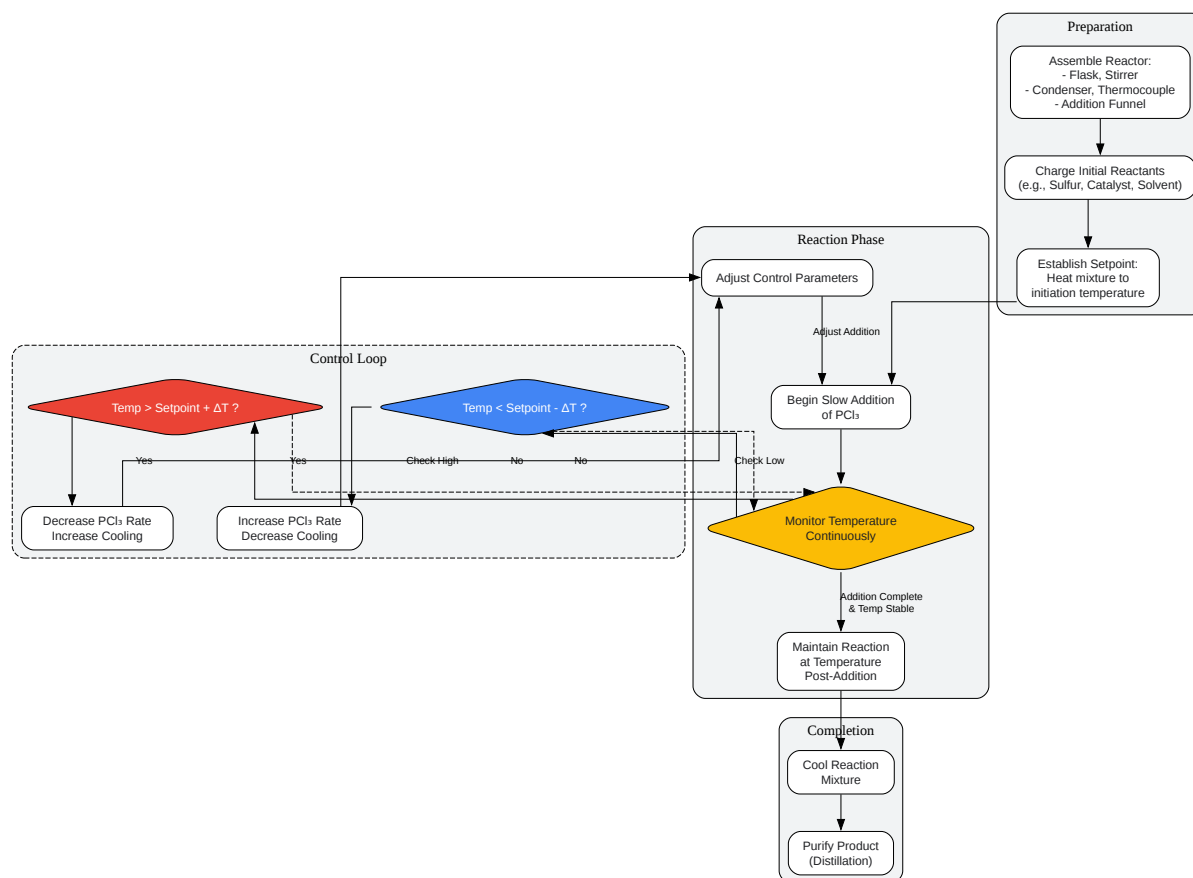 Preparation
Assemble Reactor:
- Flask, Stirrer
- Condenser, Thermocouple
- Addition Funnel
Charge Initial Reactants
(e.g., Sulfur, Catalyst, Solvent)
Establish Setpoint:
Heat mixture to
initiation temperature
Reaction Phase
Adjust Control Parameters
Adjust Addition
Begin Slow Addition
of PCl₃
Control Loop
Temp > Setpoint + ΔT ?
Temp < Setpoint - ΔT ?
Yes
Yes
Check High
No
No
Check Low
Decrease PCl₃ Rate
Increase Cooling
Increase PCl₃ Rate
Decrease Cooling
Monitor Temperature
Continuously
Addition Complete
& Temp Stable
Maintain Reaction
at Temperature
Post-Addition
Completion
Cool Reaction
Mixture
Purify Product
(Distillation)